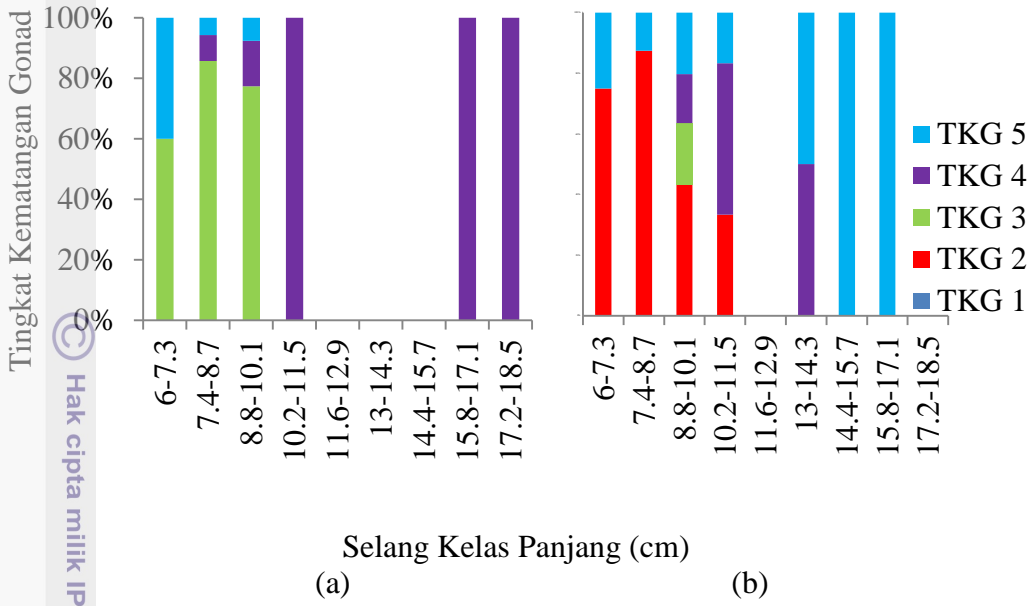 Tingkat Kematangan Gonad
100%
80%
60%
40%
20%
0%
6-7.3
7.4-8.7
8.8-10.1
10.2-11.5
11.6-12.9
13-14.3
14.4-15.7
15.8-17.1
17.2-18.5
6-7.3
7.4-8.7
8.8-10.1
10.2-11.5
11.6-12.9
13-14.3
14.4-15.7
15.8-17.1
17.2-18.5
TKG 5
TKG 4
TKG 3
TKG 2
TKG 1
Selang Kelas Panjang (cm)
(a) (b)
© Hak cipta milik IP